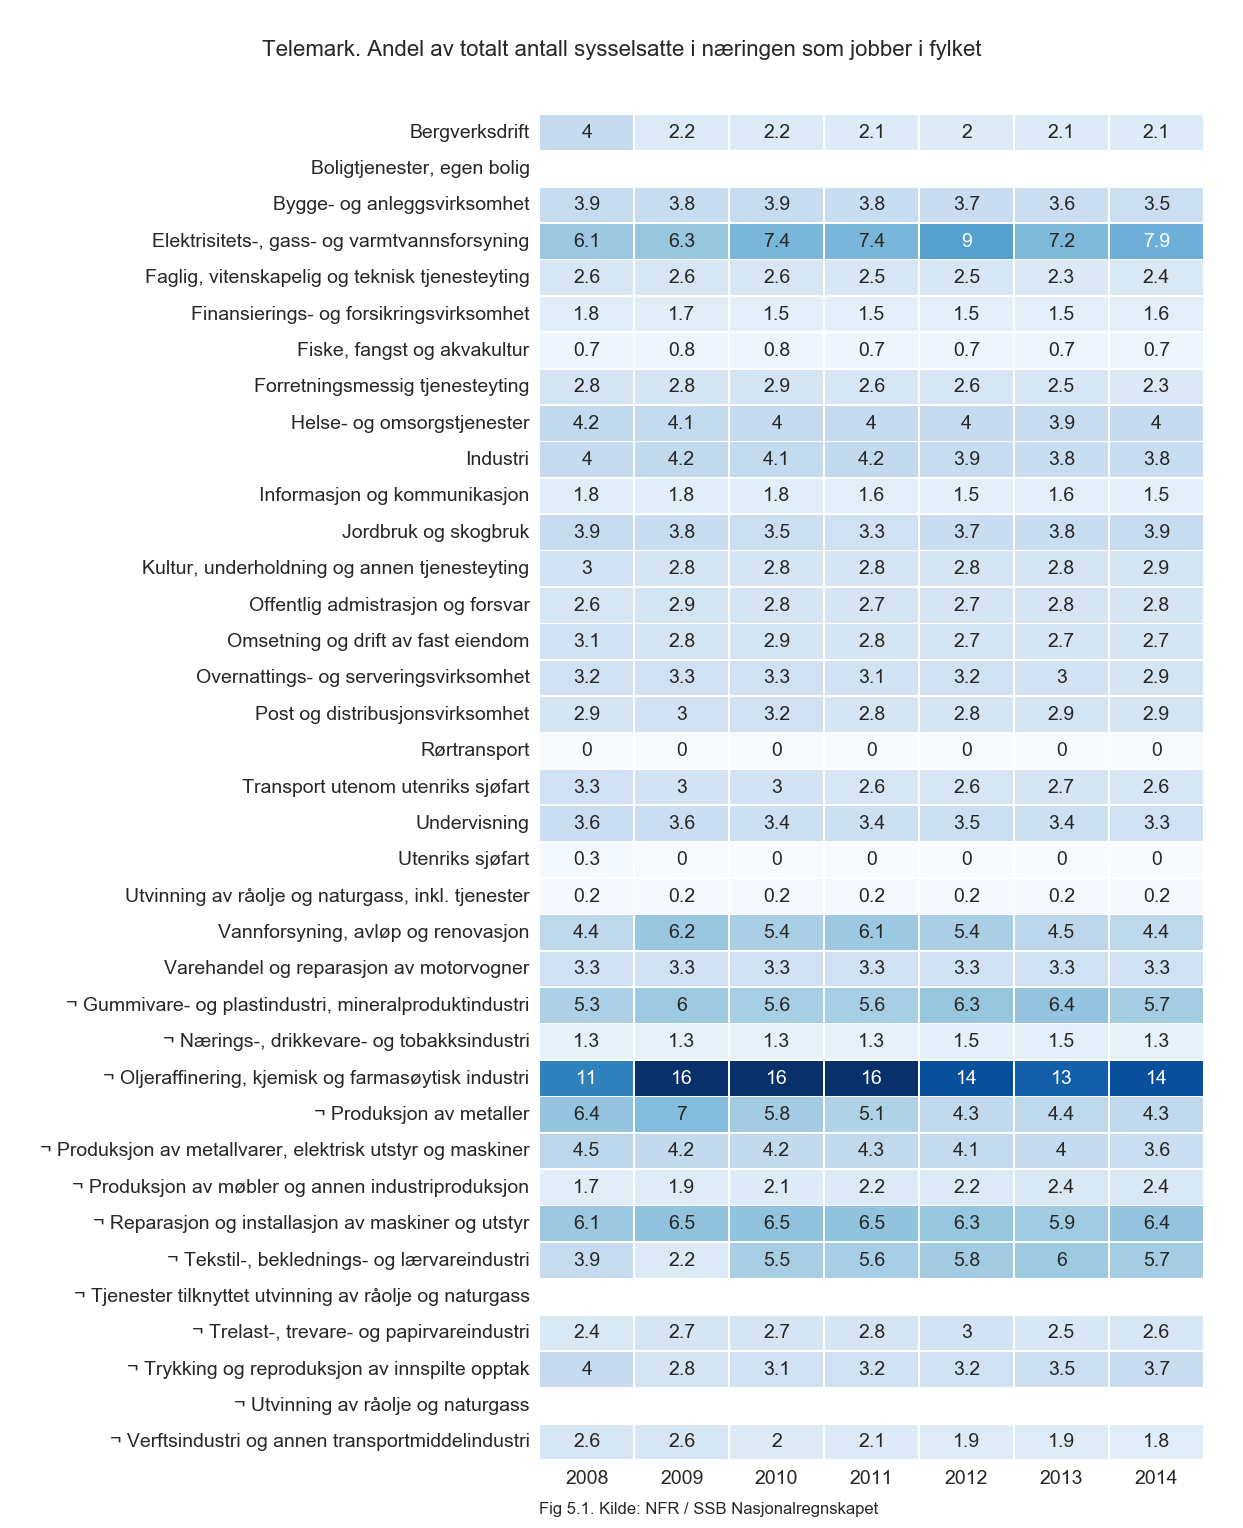 Telemark. Andel av totalt antall sysselsatte i næringen som jobber i fylket
Bergverksdrift 4 2.2 2.2 2.1 2 2.1 2.1
Boligtjenester, egen bolig
Bygge- og anleggsvirksomhet 3.9 3.8 3.9 3.8 3.7 3.6 3.5
Elektrisitets-, gass- og varmtvannsforsyning 6.1 6.3 7.4 7.4 9 7.2 7.9
Faglig, vitenskapelig og teknisk tjenesteyting 2.6 2.6 2.6 2.5 2.5 2.3 2.4
Finansierings- og forsikringsvirksomhet 1.8 1.7 1.5 1.5 1.5 1.5 1.6
Fiske, fangst og akvakultur 0.7 0.8 0.8 0.7 0.7 0.7 0.7
Forretningsmessig tjenesteyting 2.8 2.8 2.9 2.6 2.6 2.5 2.3
Helse- og omsorgstjenester 4.2 4.1 4 4 4 3.9 4
Industri 4 4.2 4.1 4.2 3.9 3.8 3.8
Informasjon og kommunikasjon 1.8 1.8 1.8 1.6 1.5 1.6 1.5
Jordbruk og skogbruk 3.9 3.8 3.5 3.3 3.7 3.8 3.9
Kultur, underholdning og annen tjenesteyting 3 2.8 2.8 2.8 2.8 2.8 2.9
Offentlig admistrasjon og forsvar 2.6 2.9 2.8 2.7 2.7 2.8 2.8
Omsetning og drift av fast eiendom 3.1 2.8 2.9 2.8 2.7 2.7 2.7
Overnattings- og serveringsvirksomhet 3.2 3.3 3.3 3.1 3.2 3 2.9
Post og distribusjonsvirksomhet 2.9 3 3.2 2.8 2.8 2.9 2.9
Rørtransport 0 0 0 0 0 0 0
Transport utenom utenriks sjøfart 3.3 3 3 2.6 2.6 2.7 2.6
Undervisning 3.6 3.6 3.4 3.4 3.5 3.4 3.3
Utenriks sjøfart 0.3 0 0 0 0 0 0
Utvinning av råolje og naturgass, inkl. tjenester 0.2 0.2 0.2 0.2 0.2 0.2 0.2
Vannforsyning, avløp og renovasjon 4.4 6.2 5.4 6.1 5.4 4.5 4.4
Varehandel og reparasjon av motorvogner 3.3 3.3 3.3 3.3 3.3 3.3 3.3
¬ Gummivare- og plastindustri, mineralproduktindustri 5.3 6 5.6 5.6 6.3 6.4 5.7
¬ Nærings-, drikkevare- og tobakksindustri 1.3 1.3 1.3 1.3 1.5 1.5 1.3
¬ Oljeraffinering, kjemisk og farmasøytisk industri 11 16 16 16 14 13 14
¬ Produksjon av metaller 6.4 7 5.8 5.1 4.3 4.4 4.3
¬ Produksjon av metallvarer, elektrisk utstyr og maskiner 4.5 4.2 4.2 4.3 4.1 4 3.6
¬ Produksjon av møbler og annen industriproduksjon 1.7 1.9 2.1 2.2 2.2 2.4 2.4
¬ Reparasjon og installasjon av maskiner og utstyr 6.1 6.5 6.5 6.5 6.3 5.9 6.4
¬ Tekstil-, beklednings- og lærvareindustri 3.9 2.2 5.5 5.6 5.8 6 5.7
¬ Tjenester tilknyttet utvinning av råolje og naturgass
¬ Trelast-, trevare- og papirvareindustri 2.4 2.7 2.7 2.8 3 2.5 2.6
¬ Trykking og reproduksjon av innspilte opptak 4 2.8 3.1 3.2 3.2 3.5 3.7
¬ Utvinning av råolje og naturgass
¬ Verftsindustri og annen transportmiddelindustri 2.6 2.6 2 2.1 1.9 1.9 1.8
2008 2009 2010 2011 2012 2013 2014
Fig 5.1. Kilde: NFR / SSB Nasjonalregnskapet